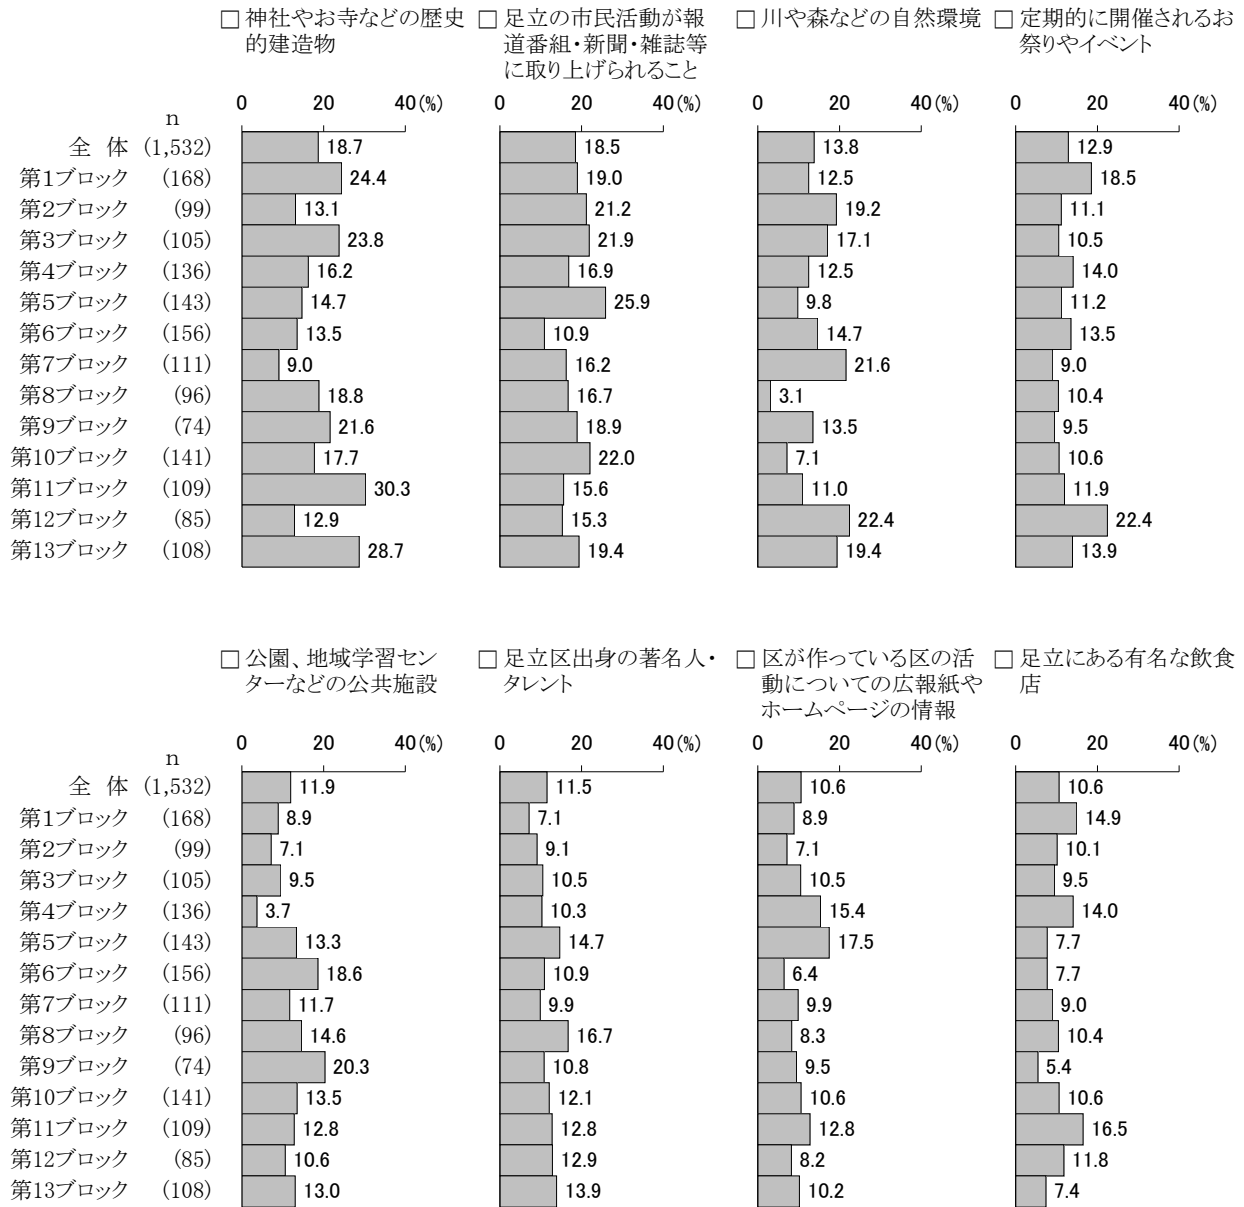 □ 神社やお寺などの歴史的建造物
□ 足立の市民活動が報道番組・新聞・雑誌等に取り上げられること
□ 川や森などの自然環境
□ 定期的に開催されるお祭りやイベント
n 0 20 40(%) 0 20 40(%) 0 20 40(%) 0 20 40(%)
全 体 (1,532) 18.7 18.5 13.8 12.9
第1ブロック (168) 24.4 19.0 12.5 18.5
第2ブロック (99) 13.1 21.2 19.2 11.1
第3ブロック (105) 23.8 21.9 17.1 10.5
第4ブロック (136) 16.2 16.9 12.5 14.0
第5ブロック (143) 14.7 25.9 9.8 11.2
第6ブロック (156) 13.5 10.9 14.7 13.5
第7ブロック (111) 9.0 16.2 21.6 9.0
第8ブロック (96) 18.8 16.7 3.1 10.4
第9ブロック (74) 21.6 18.9 13.5 9.5
第10ブロック (141) 17.7 22.0 7.1 10.6
第11ブロック (109) 30.3 15.6 11.0 11.9
第12ブロック (85) 12.9 15.3 22.4 22.4
第13ブロック (108) 28.7 19.4 19.4 13.9
□ 公園、地域学習センターなどの公共施設
□ 足立区出身の著名人・タレント
□ 区が作っている区の活動についての広報紙やホームページの情報
□ 足立にある有名な飲食店
n 0 20 40(%) 0 20 40(%) 0 20 40(%) 0 20 40(%)
全 体 (1,532) 11.9 11.5 10.6 10.6
第1ブロック (168) 8.9 7.1 8.9 14.9
第2ブロック (99) 7.1 9.1 7.1 10.1
第3ブロック (105) 9.5 10.5 10.5 9.5
第4ブロック (136) 3.7 10.3 15.4 14.0
第5ブロック (143) 13.3 14.7 17.5 7.7
第6ブロック (156) 18.6 10.9 6.4 7.7
第7ブロック (111) 11.7 9.9 9.9 9.0
第8ブロック (96) 14.6 16.7 8.3 10.4
第9ブロック (74) 20.3 10.8 9.5 5.4
第10ブロック (141) 13.5 12.1 10.6 10.6
第11ブロック (109) 12.8 12.8 12.8 16.5
第12ブロック (85) 10.6 12.9 8.2 11.8
第13ブロック (108) 13.0 13.9 10.2 7.4